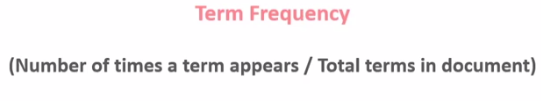 Term Frequency
(Number of times a term appears / Total terms in document)